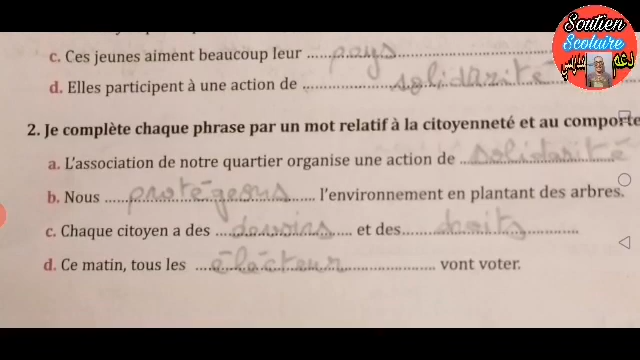 Soutien
Scolaire
دعم
مدرسي
c. Ces jeunes aiment beaucoup leur ...pays...
d. Elles participent à une action de ...solidarité...
2. Je complète chaque phrase par un mot relatif à la citoyenneté et au comporte
a. L'association de notre quartier organise une action de ...solidarité...
b. Nous ...protégeons... l'environnement en plantant des arbres.
c. Chaque citoyen a des ...devoirs... et des...droits...
d. Ce matin, tous les ...électeur... vont voter.